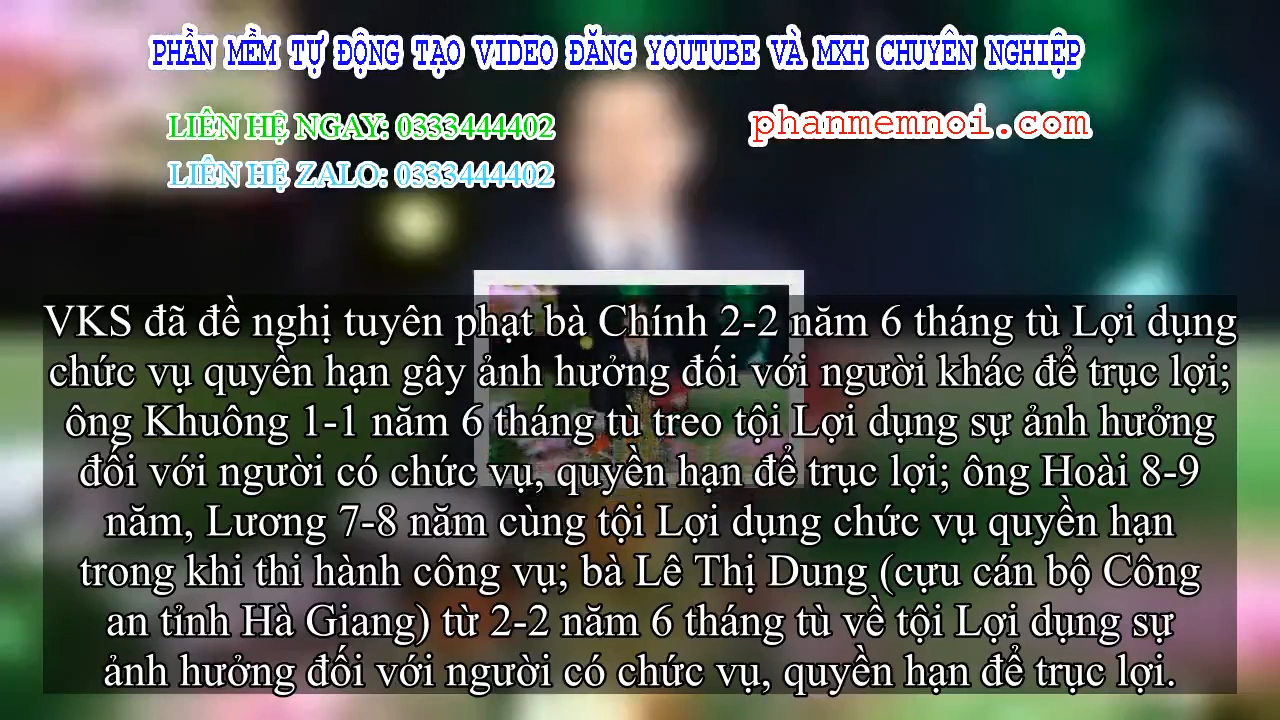 PHẦN MỀM TỰ ĐỘNG TẠO VIDEO ĐĂNG YOUTUBE VÀ MXH CHUYÊN NGHIỆP
LIÊN HỆ NGAY: 0333444402
phanmemnoi.com
LIÊN HỆ ZALO: 0333444402
VKS đã đề nghị tuyên phạt bà Chính 2-2 năm 6 tháng tù Lợi dụng
chức vụ quyền hạn gây ảnh hưởng đối với người khác để trục lợi;
ông Khuông 1-1 năm 6 tháng tù treo tội Lợi dụng sự ảnh hưởng
đối với người có chức vụ, quyền hạn để trục lợi; ông Hoài 8-9
năm, Lương 7-8 năm cùng tội Lợi dụng chức vụ quyền hạn
trong khi thi hành công vụ; bà Lê Thị Dung (cựu cán bộ Công
an tỉnh Hà Giang) từ 2-2 năm 6 tháng tù về tội Lợi dụng sự
ảnh hưởng đối với người có chức vụ, quyền hạn để trục lợi.